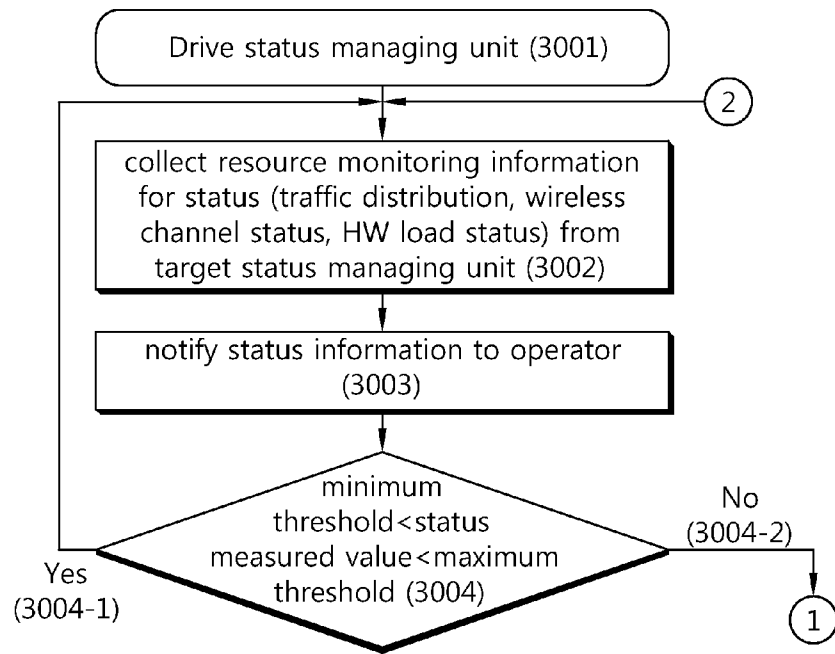 Drive status managing unit (3001)
2
collect resource monitoring information
for status (traffic distribution, wireless
channel status, HW load status) from
target status managing unit (3002)
notify status information to operator
(3003)
minimum
threshold<status
measured value<maximum
threshold (3004)
Yes
(3004-1)
No
(3004-2)
1